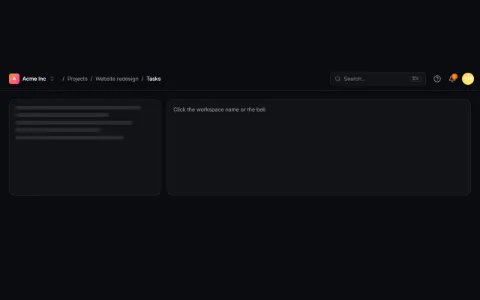 A Acme Inc / Projects / Website redesign / Tasks
Search... ⌘K
Click the workspace name or the bell